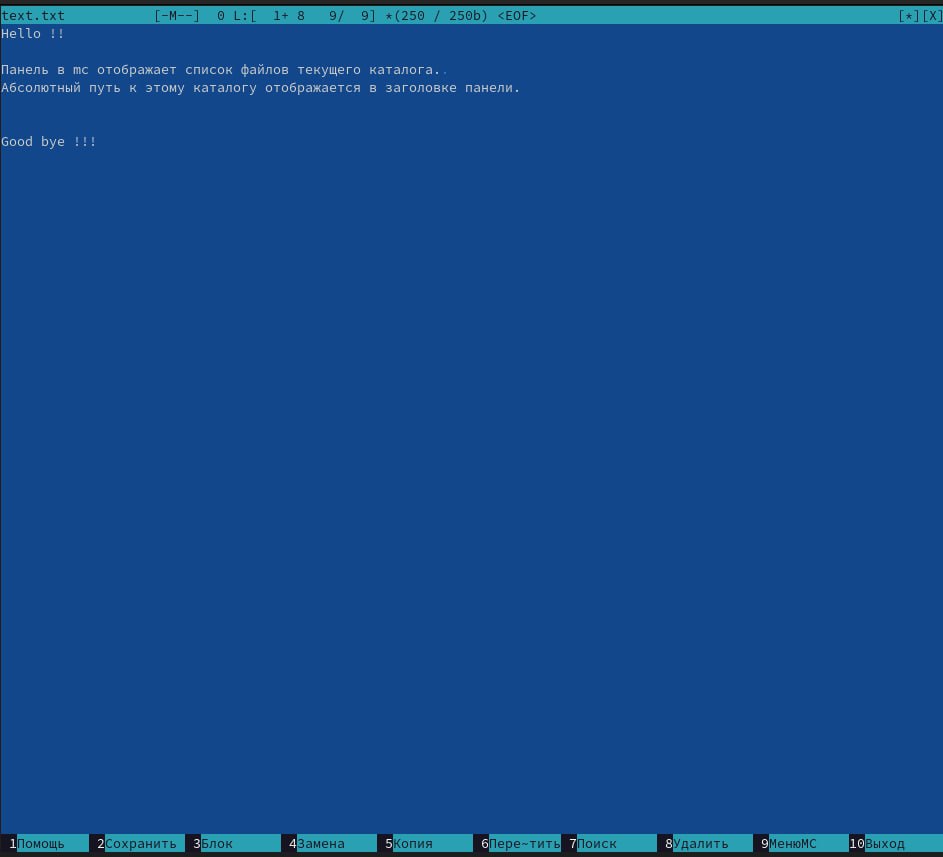 text.txt [-M--] 0 L:[ 1+ 8 9/ 9] *(250 / 250b) <EOF> [*][X]
Hello !!
Панель в mc отображает список файлов текущего каталога..
Абсолютный путь к этому каталогу отображается в заголовке панели.
Good bye !!!
1Помощь 2Сохранить 3Блок 4Замена 5Копия 6Пере~тить 7Поиск 8Удалить 9МенюMC 10Выход